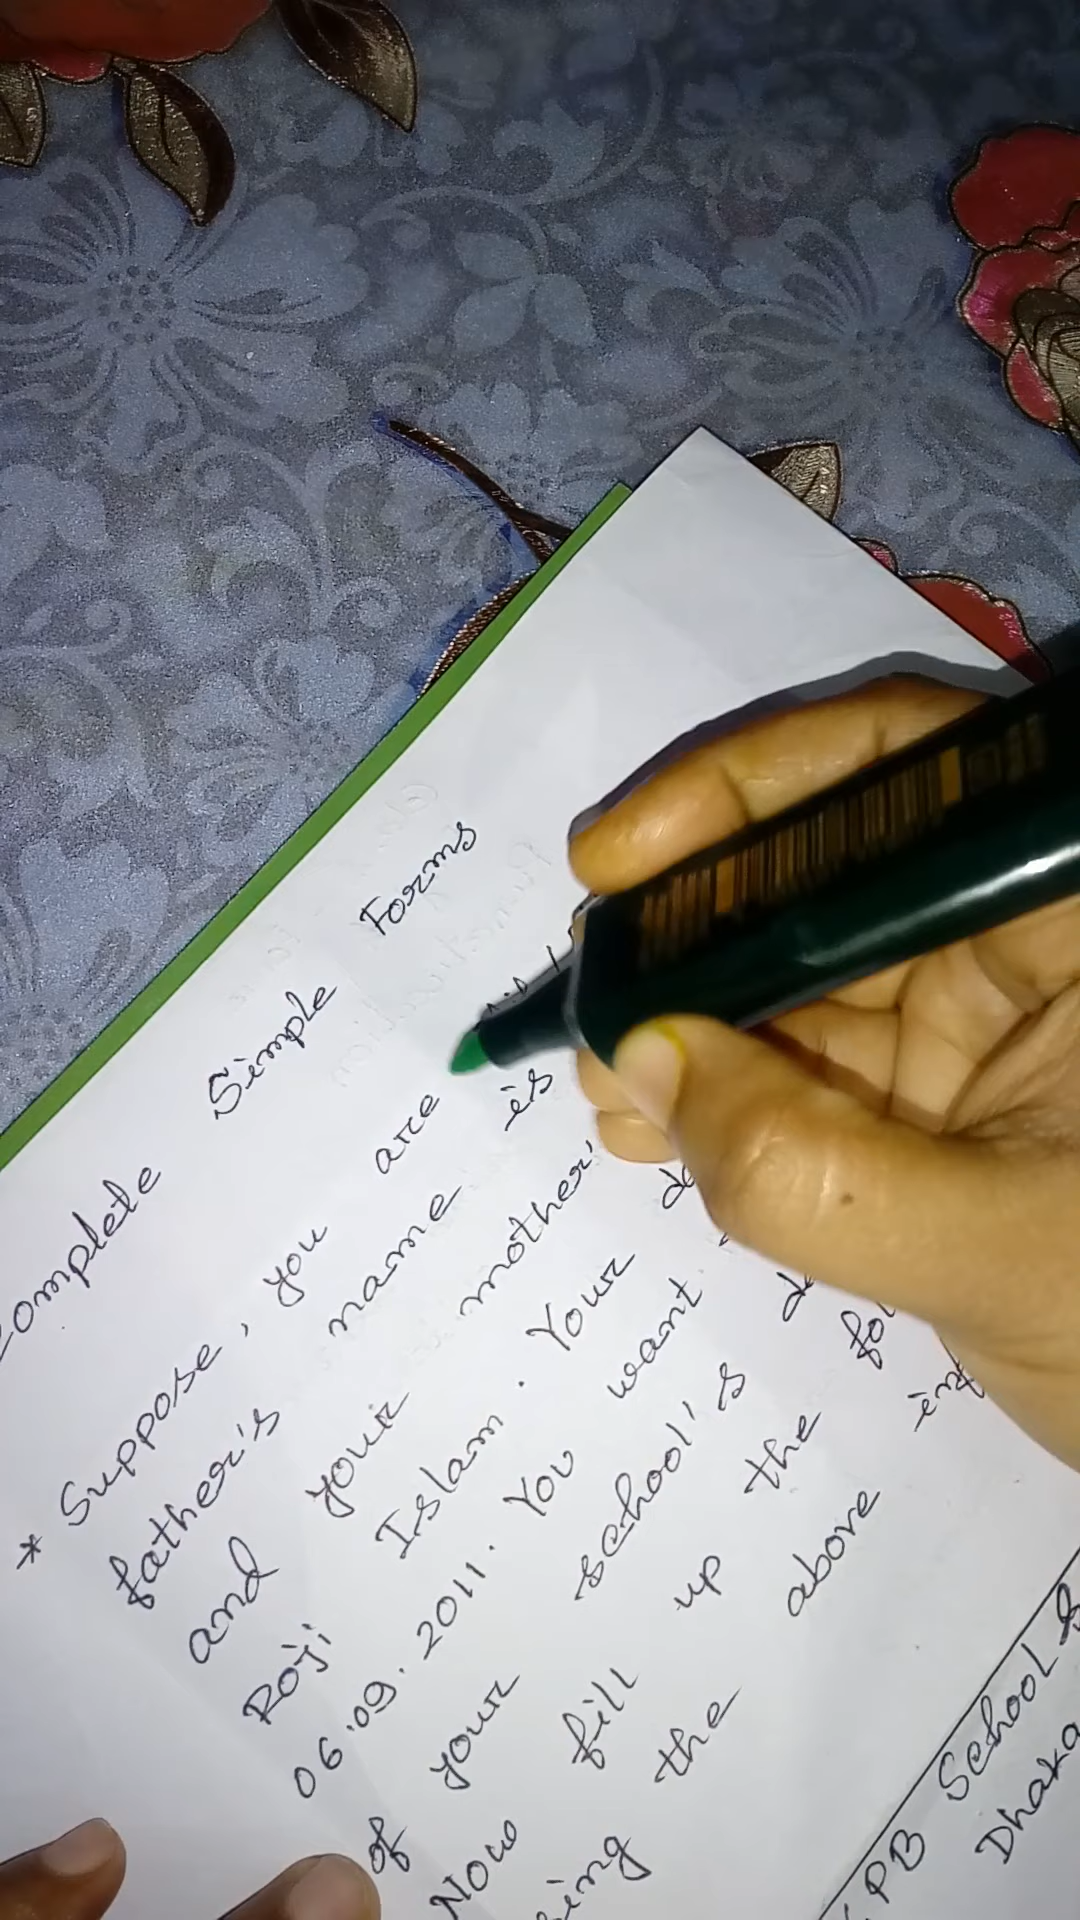 Complete Simple Forms
* Suppose, you are
father's name is
and your mother's
Roji Islam. Your
06.09.2011. You want
of your school's
Now fill up the
the above
PB School &
Dhaka